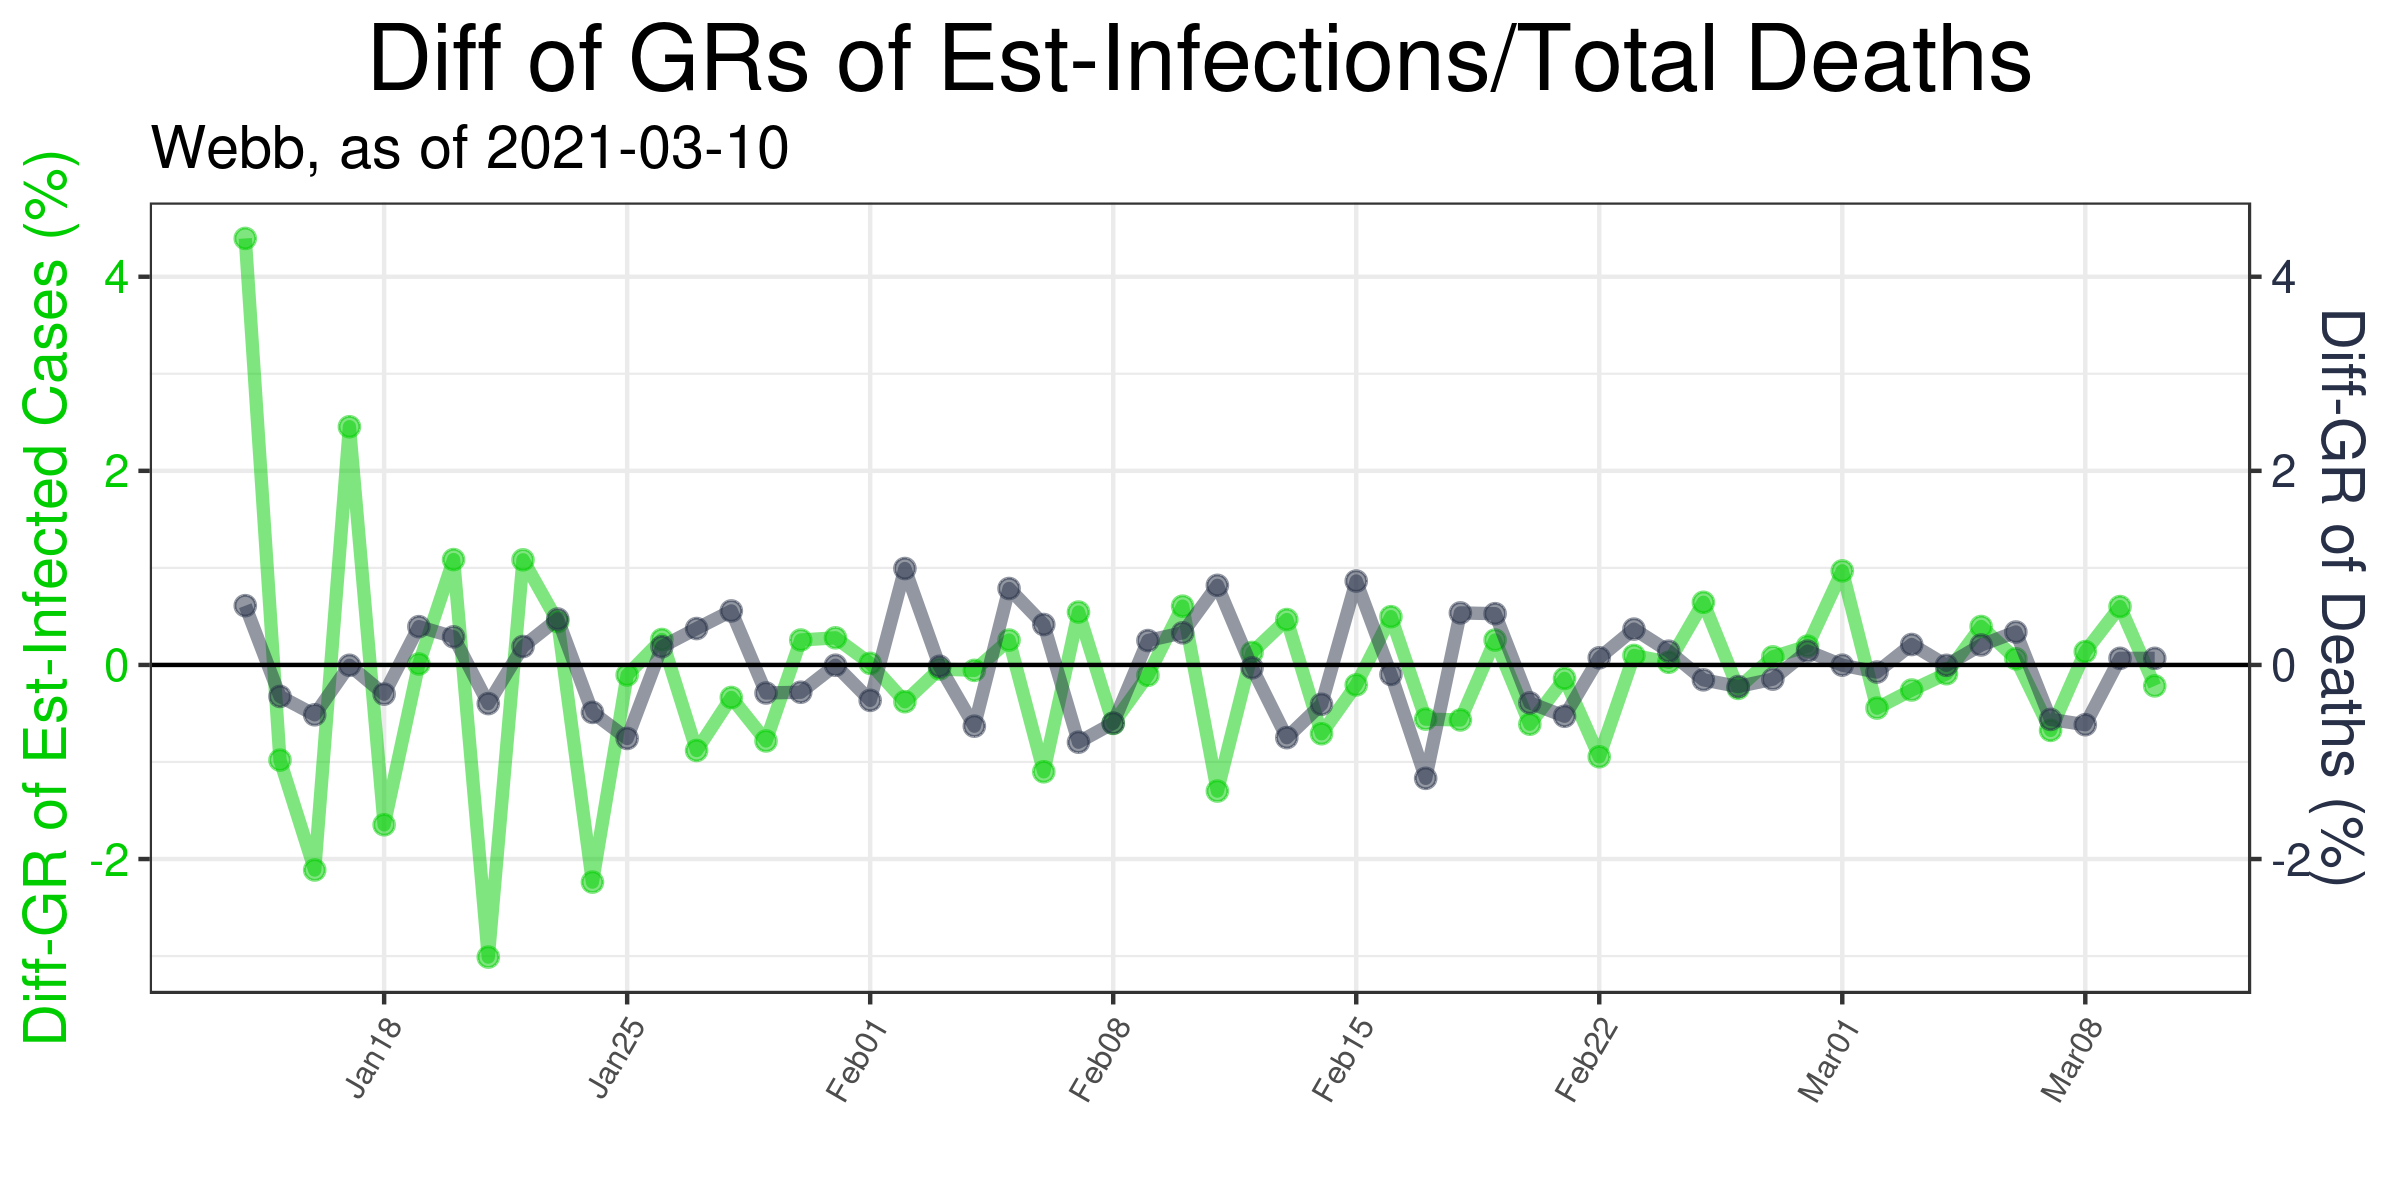 Diff of GRs of Est-Infections/Total Deaths
Webb, as of 2021-03-10
Diff-GR of Est-Infected Cases (%)
4
2
0
-2
4
2
0
-2
Diff-GR of Deaths (%)
Jan18
Jan25
Feb01
Feb08
Feb15
Feb22
Mar01
Mar08